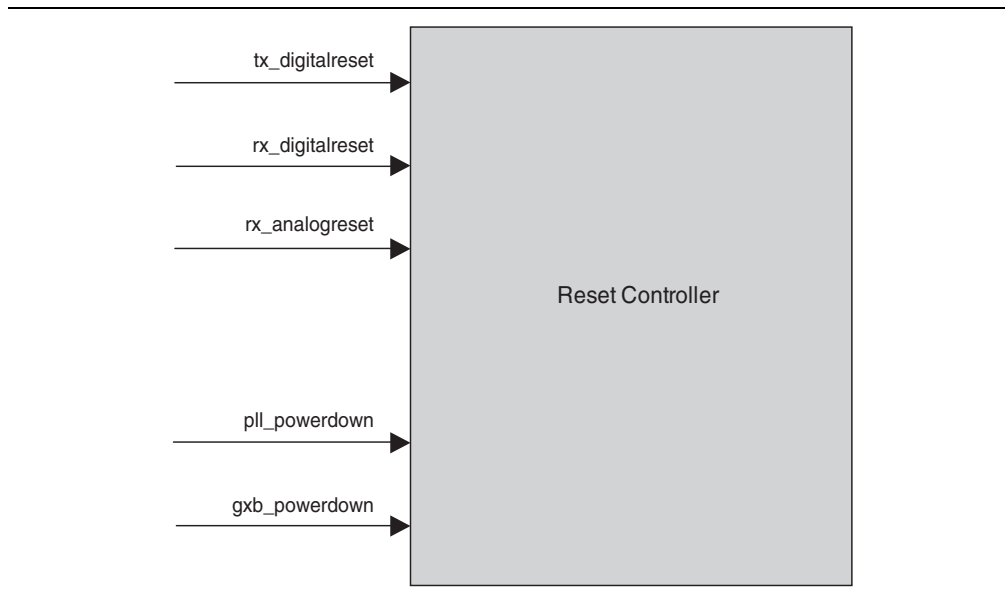 tx_digitalreset
rx_digitalreset
rx_analogreset
Reset Controller
pll_powerdown
gxb_powerdown